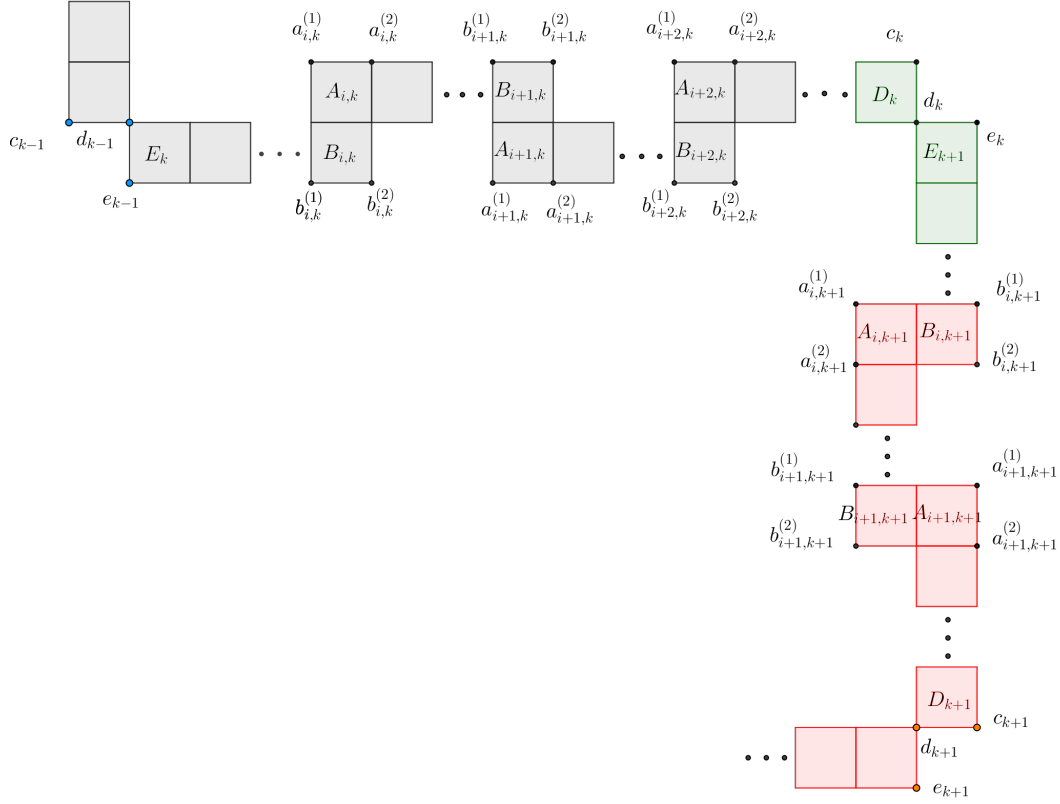 a_{i,k}^{(1)} a_{i,k}^{(2)} b_{i+1,k}^{(1)} b_{i+1,k}^{(2)} a_{i+2,k}^{(1)} a_{i+2,k}^{(2)} c_k
A_{i,k} B_{i+1,k} A_{i+2,k} D_k d_k
c_{k-1} d_{k-1} e_k
E_k B_{i,k} A_{i+1,k} B_{i+2,k} E_{k+1}
e_{k-1} b_{i,k}^{(1)} b_{i,k}^{(2)} a_{i+1,k}^{(1)} a_{i+1,k}^{(2)} b_{i+2,k}^{(1)} b_{i+2,k}^{(2)}
a_{i,k+1}^{(1)} b_{i,k+1}^{(1)}
A_{i,k+1} B_{i,k+1}
a_{i,k+1}^{(2)} b_{i,k+1}^{(2)}
b_{i+1,k+1}^{(1)} a_{i+1,k+1}^{(1)}
B_{i+1,k+1} A_{i+1,k+1}
b_{i+1,k+1}^{(2)} a_{i+1,k+1}^{(2)}
D_{k+1} c_{k+1}
d_{k+1}
e_{k+1}